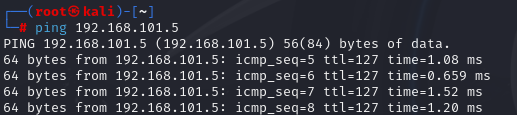 ┌──(root㉿kali)-[~]
└─# ping 192.168.101.5
PING 192.168.101.5 (192.168.101.5) 56(84) bytes of data.
64 bytes from 192.168.101.5: icmp_seq=5 ttl=127 time=1.08 ms
64 bytes from 192.168.101.5: icmp_seq=6 ttl=127 time=0.659 ms
64 bytes from 192.168.101.5: icmp_seq=7 ttl=127 time=1.52 ms
64 bytes from 192.168.101.5: icmp_seq=8 ttl=127 time=1.20 ms